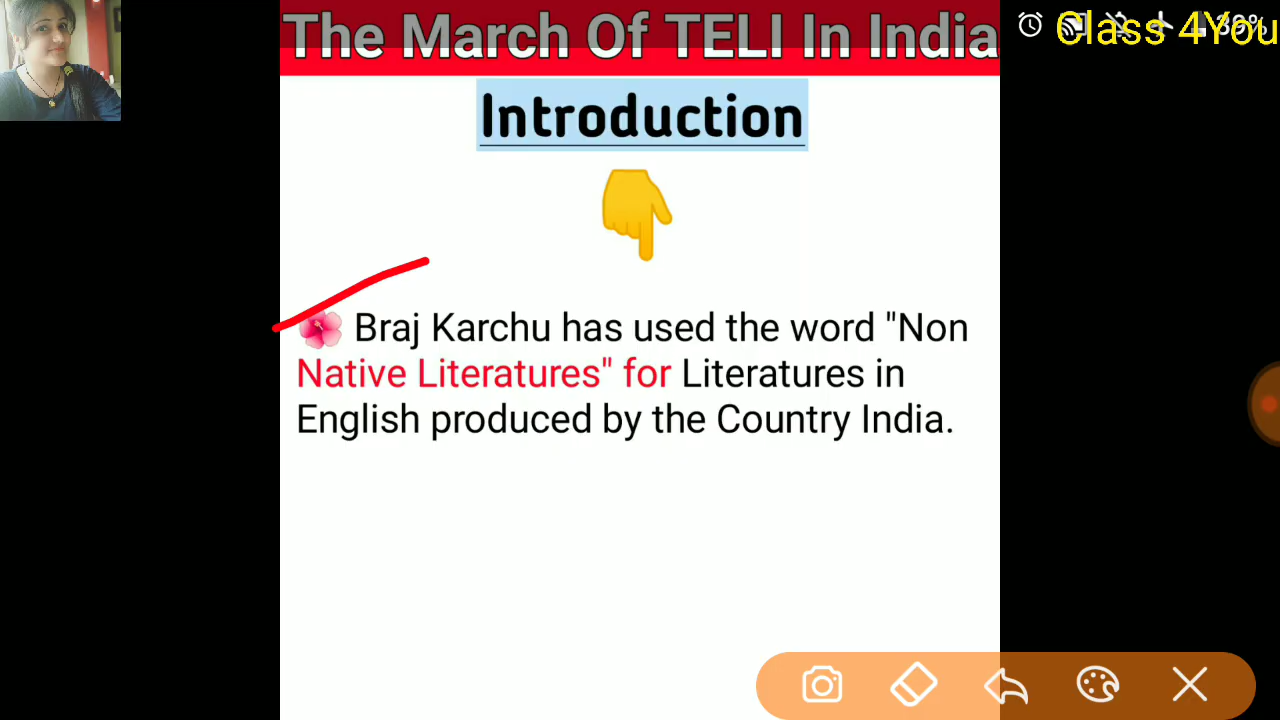 The March Of TELI In India
Class 4You
Introduction
Braj Karchu has used the word "Non
Native Literatures" for Literatures in
English produced by the Country India.